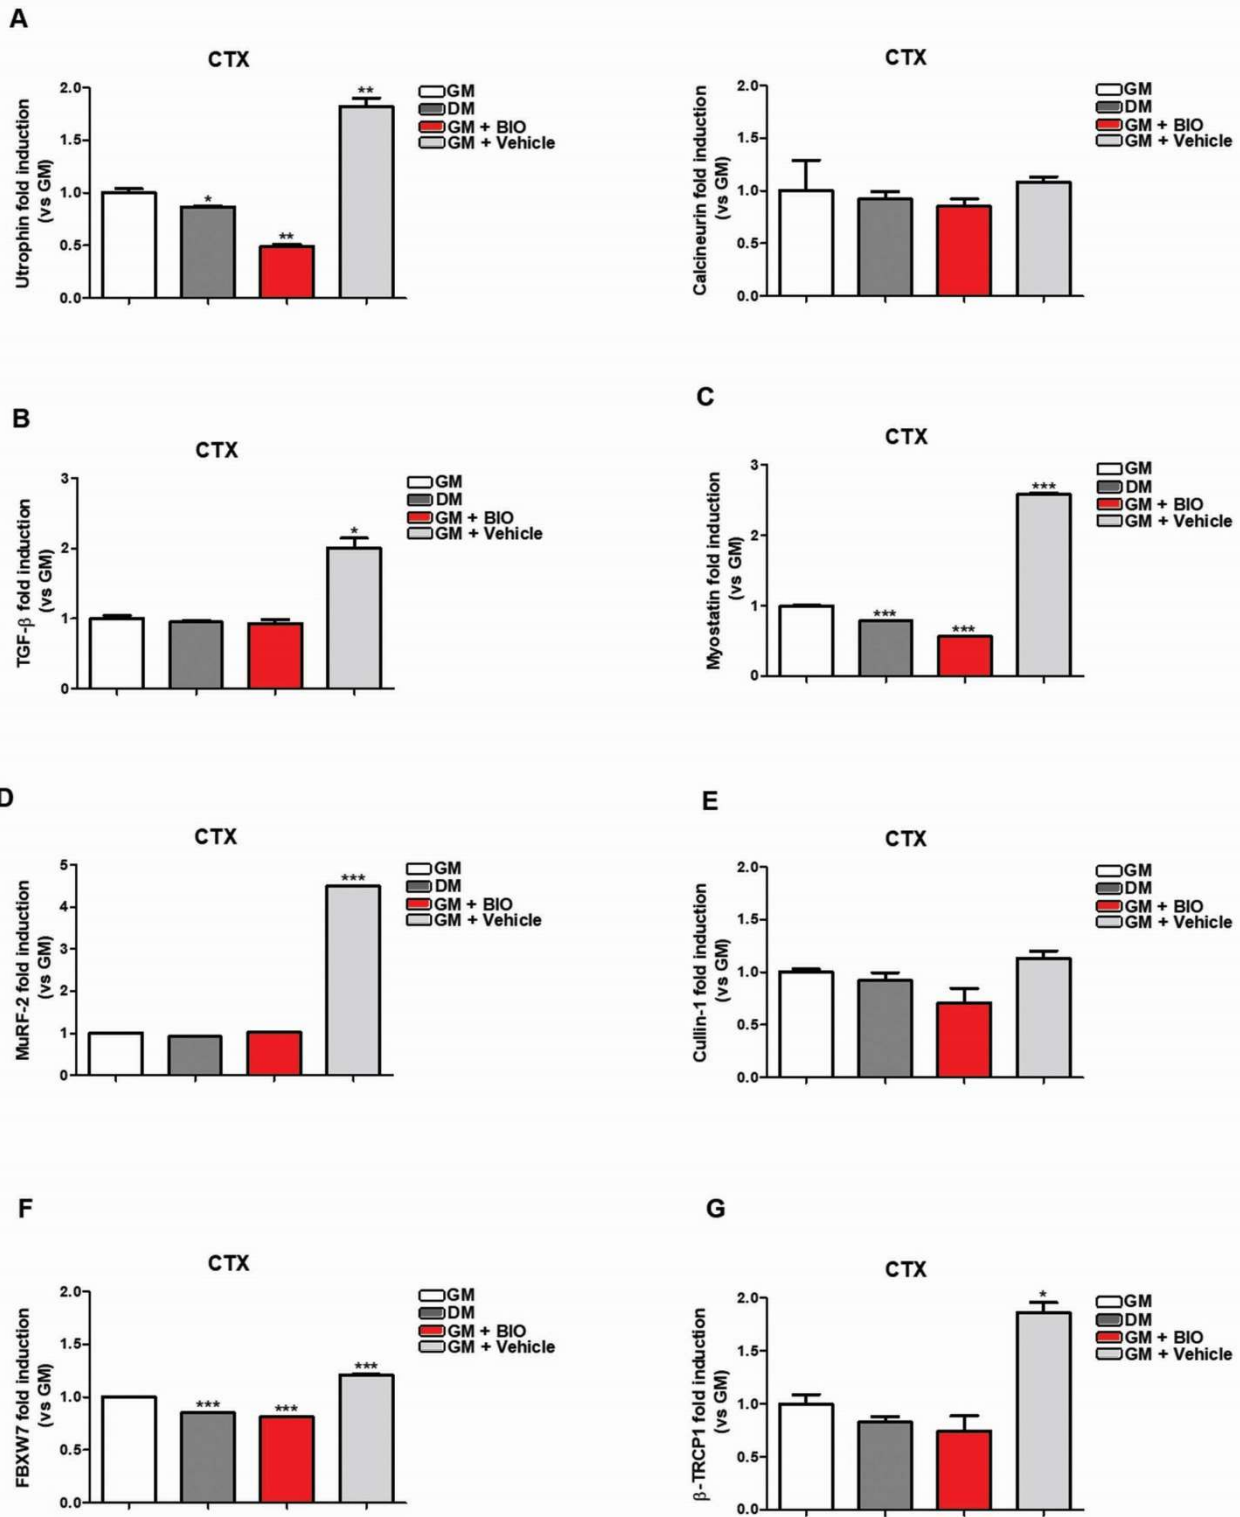 A
CTX
Utrophin fold induction
(vs GM)
2.0
1.5
1.0
0.5
0.0
*
**
**
GM
DM
GM + BIO
GM + Vehicle
CTX
Calcineurin fold induction
(vs GM)
2.0
1.5
1.0
0.5
0.0
GM
DM
GM + BIO
GM + Vehicle
B
CTX
TGF-β fold induction
(vs GM)
3
2
1
0
*
GM
DM
GM + BIO
GM + Vehicle
C
CTX
Myostatin fold induction
(vs GM)
3
2
1
0
***
***
***
GM
DM
GM + BIO
GM + Vehicle
D
CTX
MuRF-2 fold induction
(vs GM)
5
4
3
2
1
0
***
GM
DM
GM + BIO
GM + Vehicle
E
CTX
Cullin-1 fold induction
(vs GM)
2.0
1.5
1.0
0.5
0.0
GM
DM
GM + BIO
GM + Vehicle
F
CTX
FBXW7 fold induction
(vs GM)
2.0
1.5
1.0
0.5
0.0
***
***
***
GM
DM
GM + BIO
GM + Vehicle
G
CTX
β-TRCP1 fold induction
(vs GM)
2.0
1.5
1.0
0.5
0.0
*
GM
DM
GM + BIO
GM + Vehicle